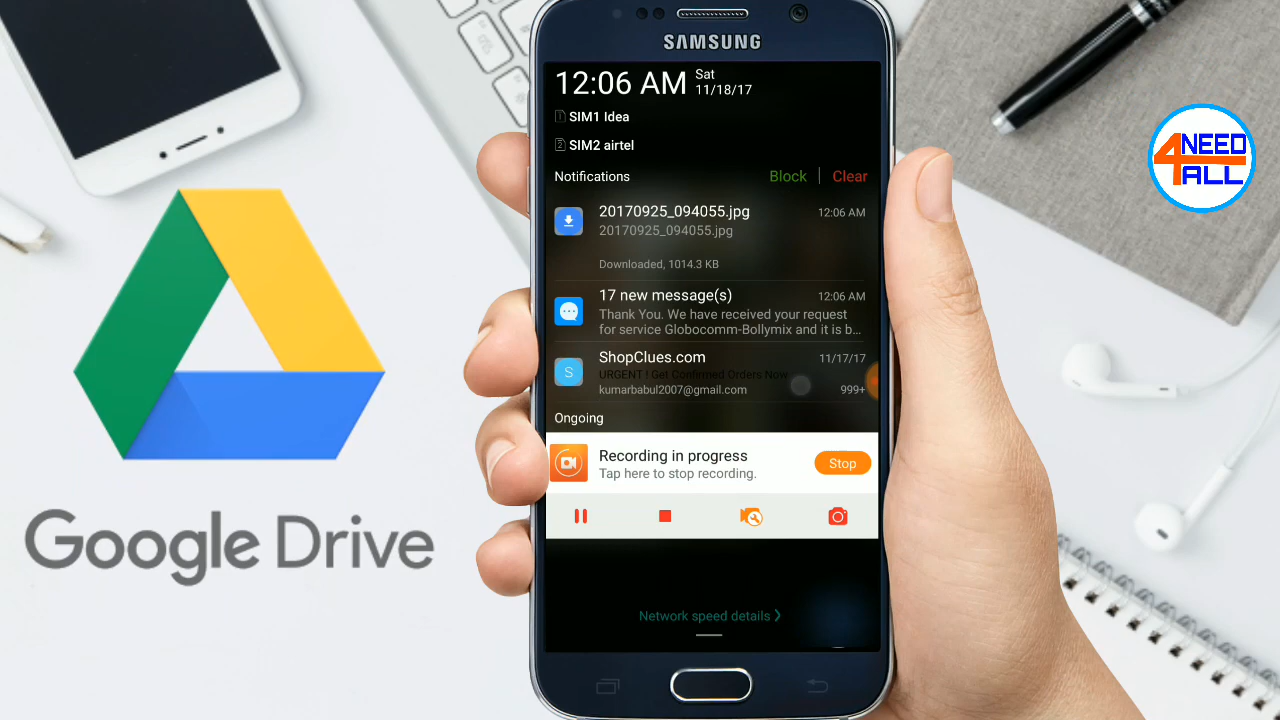 SAMSUNG
12:06 AM
Sat
11/18/17
1 SIM1 Idea
2 SIM2 airtel
Notifications
Block | Clear
20170925_094055.jpg 12:06 AM
20170925_094055.jpg
Downloaded, 1014.3 KB
17 new message(s) 12:06 AM
Thank You. We have received your request
for service Globocomm-Bollymix and it is b...
S
ShopClues.com 11/17/17
URGENT ! Get Confirmed Orders Now
kumarbabul2007@gmail.com 999+
Ongoing
Recording in progress
Tap here to stop recording.
Stop
Network speed details
Google Drive
4NEED
ALL